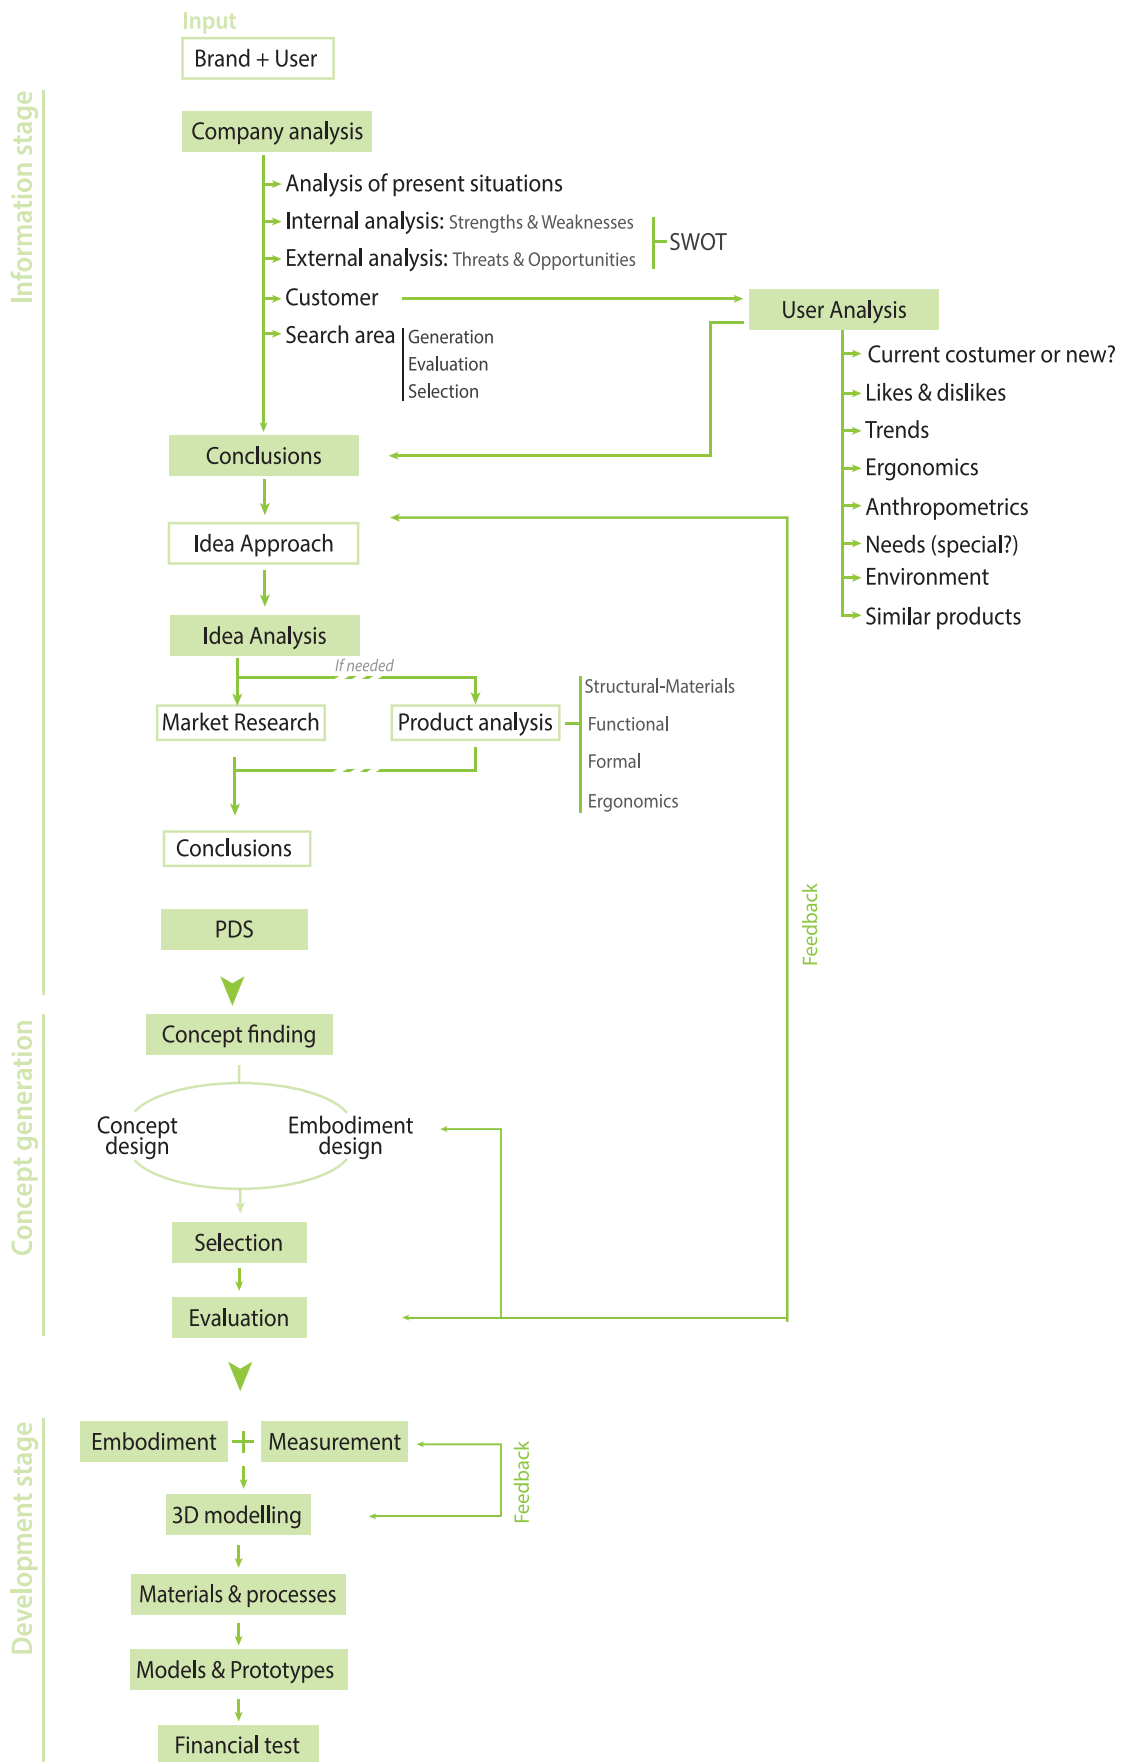 Input
Brand + User
Information stage
Company analysis
Analysis of present situations
Internal analysis: Strengths & Weaknesses
External analysis: Threats & Opportunities
SWOT
Customer
Search area
Generation
Evaluation
Selection
User Analysis
Current costumer or new?
Likes & dislikes
Trends
Ergonomics
Anthropometrics
Needs (special?)
Environment
Similar products
Conclusions
Idea Approach
Idea Analysis
If needed
Market Research
Product analysis
Structural-Materials
Functional
Formal
Ergonomics
Conclusions
PDS
Feedback
Concept generation
Concept finding
Concept
design
Embodiment
design
Selection
Evaluation
Development stage
Embodiment + Measurement
Feedback
3D modelling
Materials & processes
Models & Prototypes
Financial test